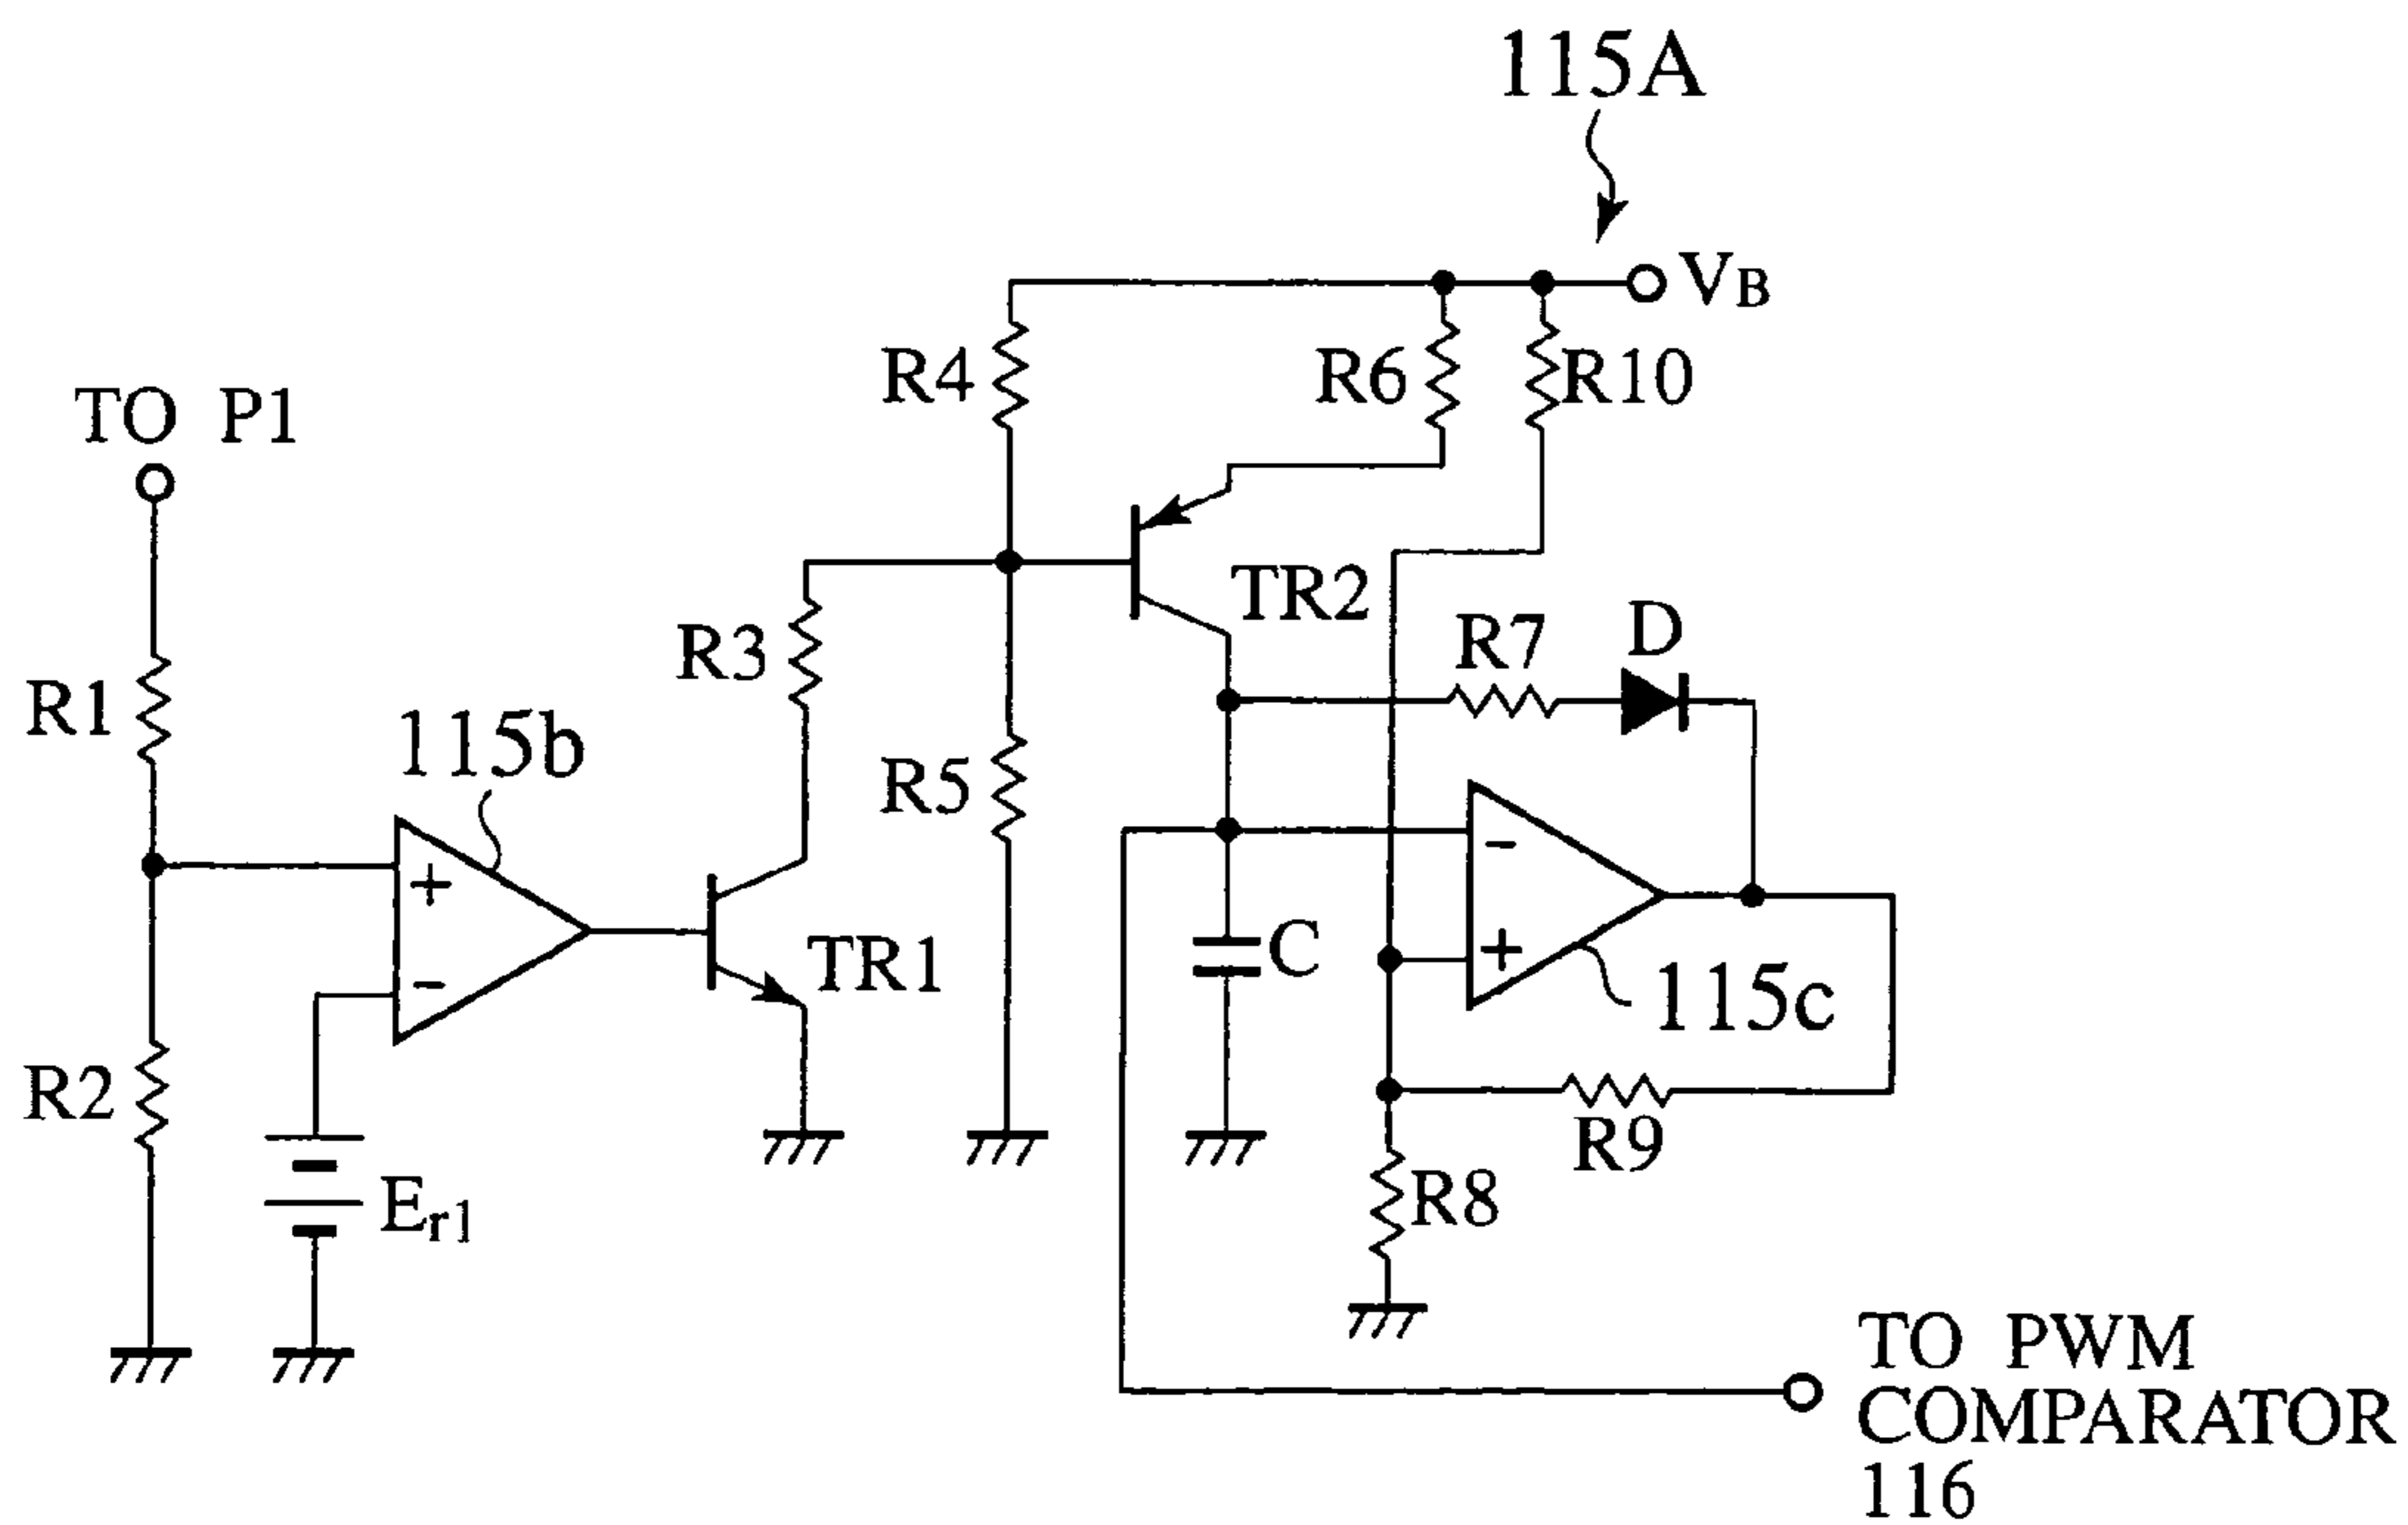 115A
VB
R4
R6
R10
TO P1
TR2
R7
D
R3
R1
115b
R5
+
-
C
TR1
-
+
115c
R2
R9
Er1
R8
TO PWM
COMPARATOR
116